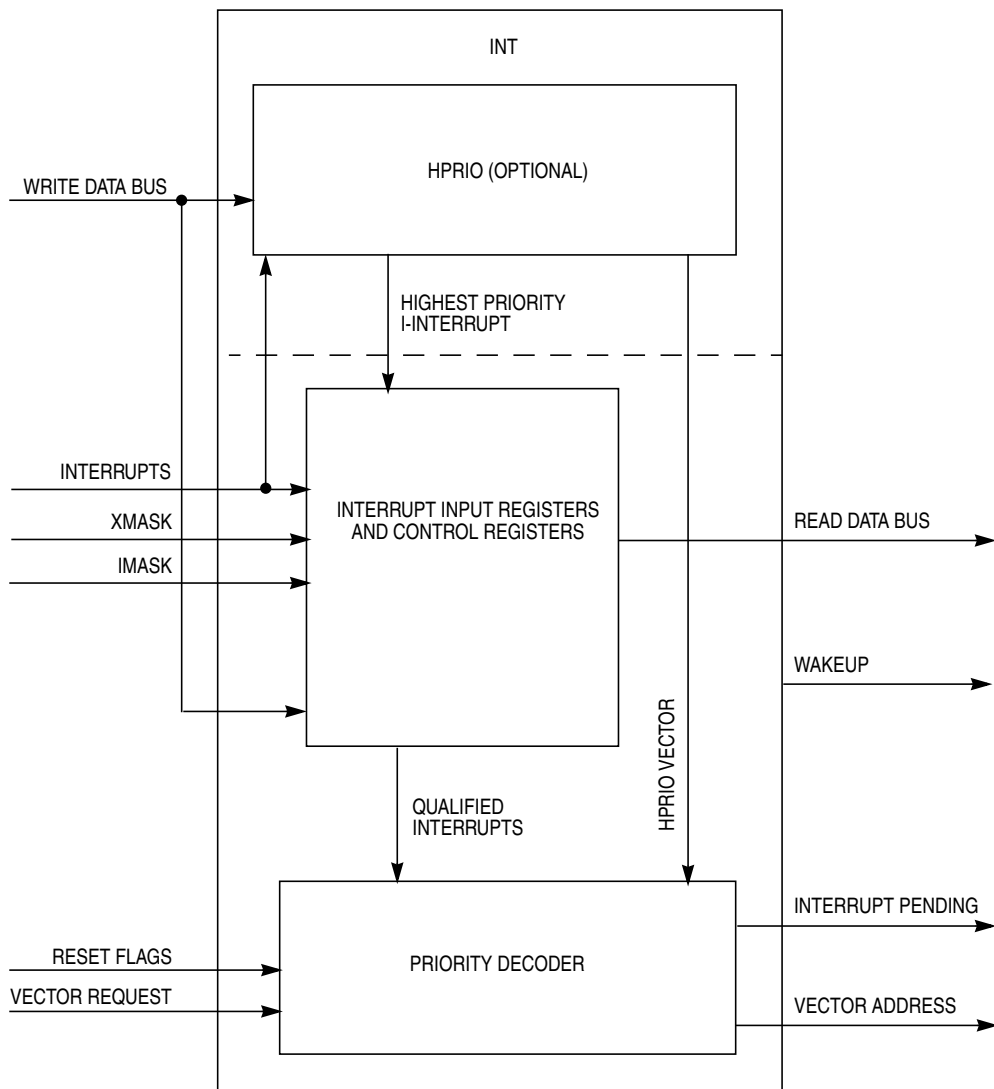 INT
HPRIO (OPTIONAL)
WRITE DATA BUS
HIGHEST PRIORITY
I-INTERRUPT
INTERRUPTS
XMASK
IMASK
INTERRUPT INPUT REGISTERS
AND CONTROL REGISTERS
READ DATA BUS
WAKEUP
HPRIO VECTOR
QUALIFIED
INTERRUPTS
INTERRUPT PENDING
RESET FLAGS
VECTOR REQUEST
PRIORITY DECODER
VECTOR ADDRESS